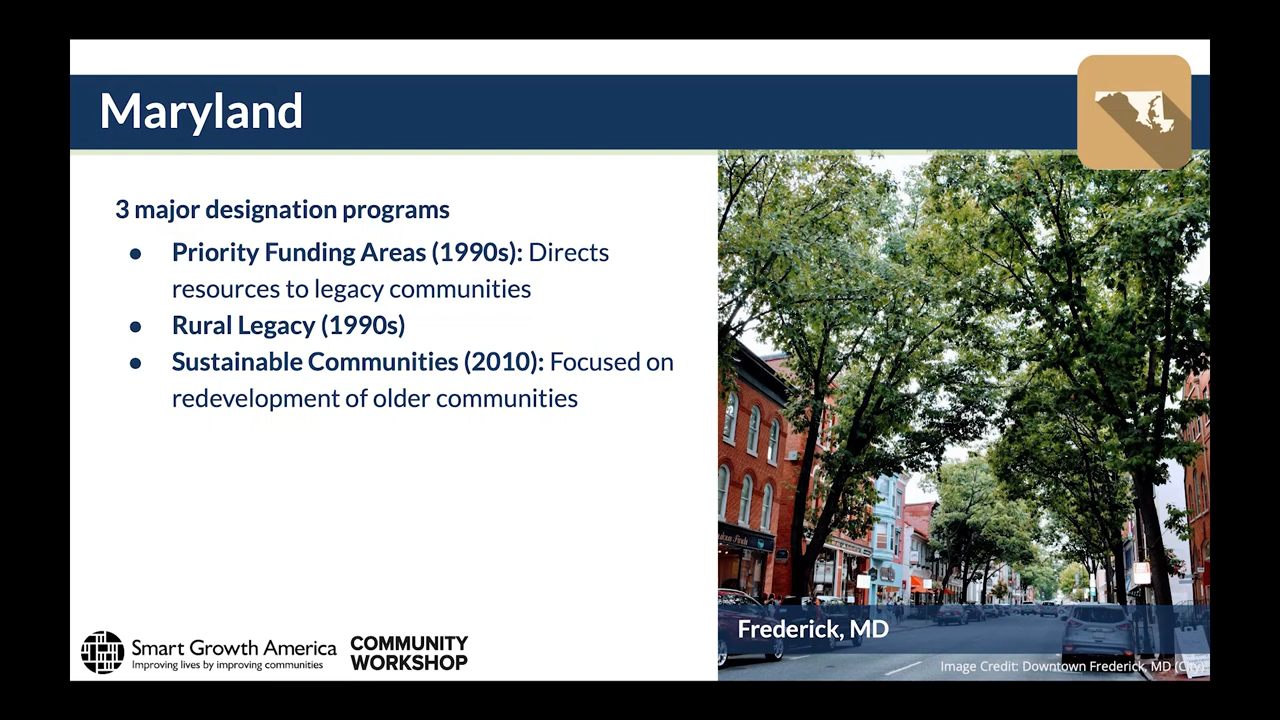 Maryland
3 major designation programs
● Priority Funding Areas (1990s): Directs
resources to legacy communities
● Rural Legacy (1990s)
● Sustainable Communities (2010): Focused on
redevelopment of older communities
Frederick, MD
Image Credit: Downtown Frederick, MD (City)
Smart Growth America
Improving lives by improving communities
COMMUNITY
WORKSHOP